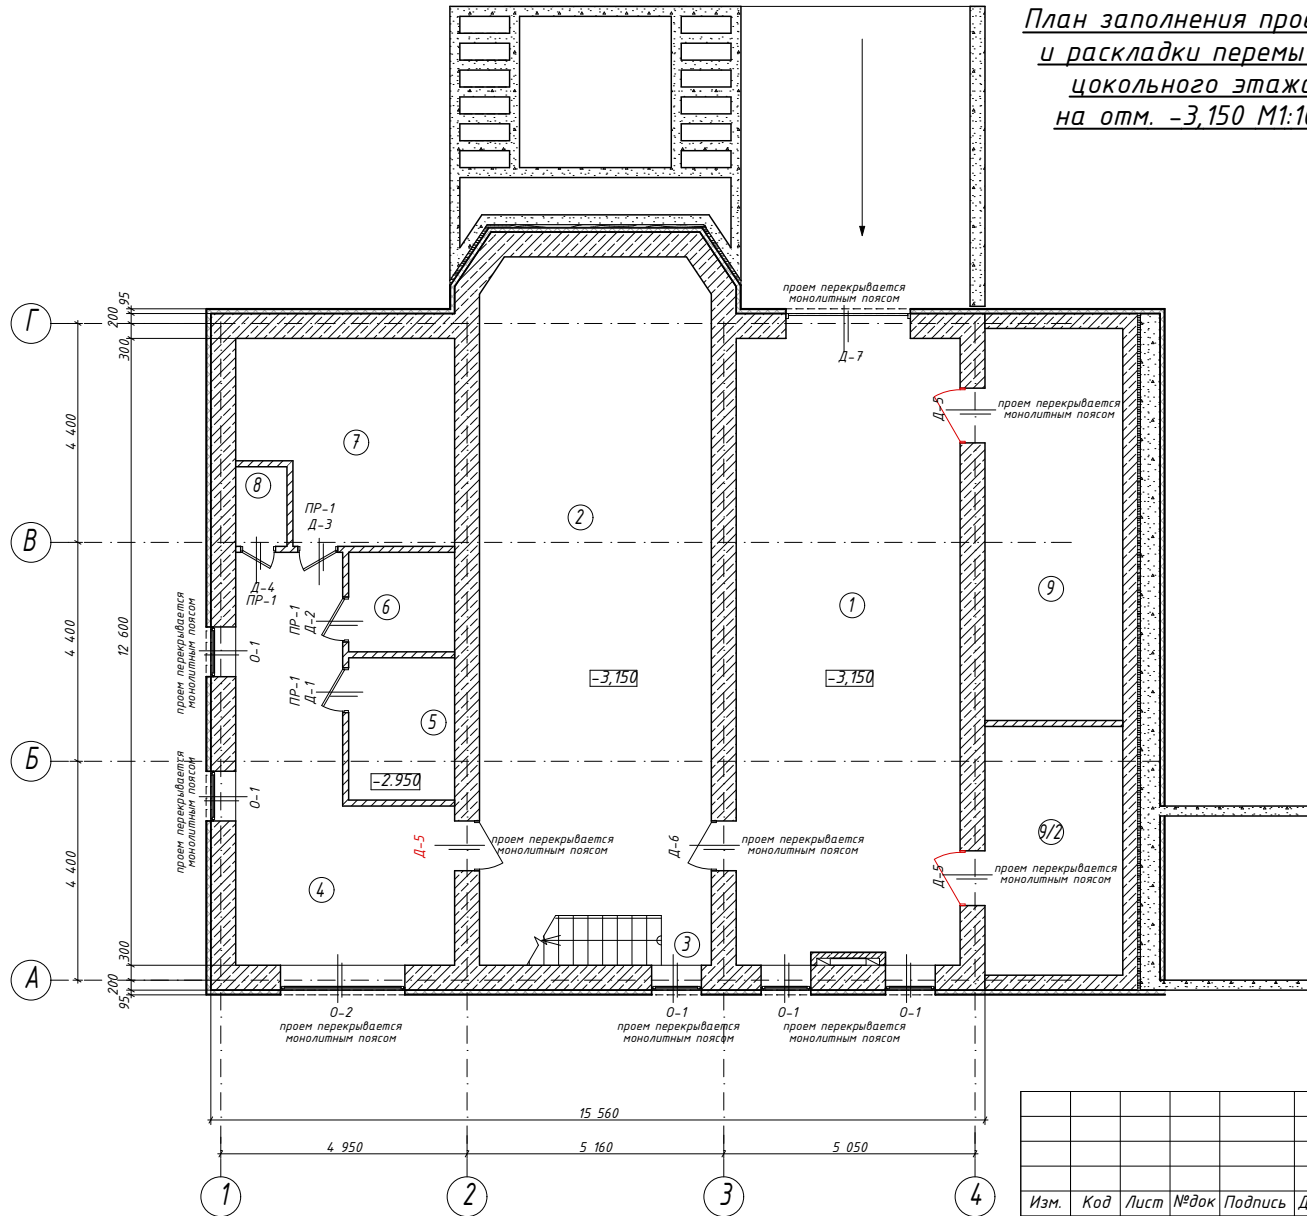 План заполнения прое
и раскладки перемы
цокольного этажа
на отм. -3,150 М1:10
проем перекрывается
монолитным поясом
Д-7
Г
95
200
300
4 400
7
8
ПР-1
Д-3
2
Д-5
проем перекрывается
монолитным поясом
В
Д-4
ПР-1
6
ПР-1
Д-2
1
9
проем перекрывается
монолитным поясом
О-1
4 400
12 600
-3,150
-3,150
ПР-1
Д-1
5
-2.950
Б
проем перекрывается
монолитным поясом
О-1
4 400
Д-5
проем перекрывается
монолитным поясом
Д-6
проем перекрывается
монолитным поясом
9/2
Д-5
проем перекрывается
монолитным поясом
4
3
А
300
200
95
О-2
проем перекрывается
монолитным поясом
О-1
проем перекрывается
монолитным поясом
О-1
О-1
проем перекрывается
монолитным поясом
15 560
4 950
5 160
5 050
1
2
3
4
Изм. Код Лист №док Подпись Д